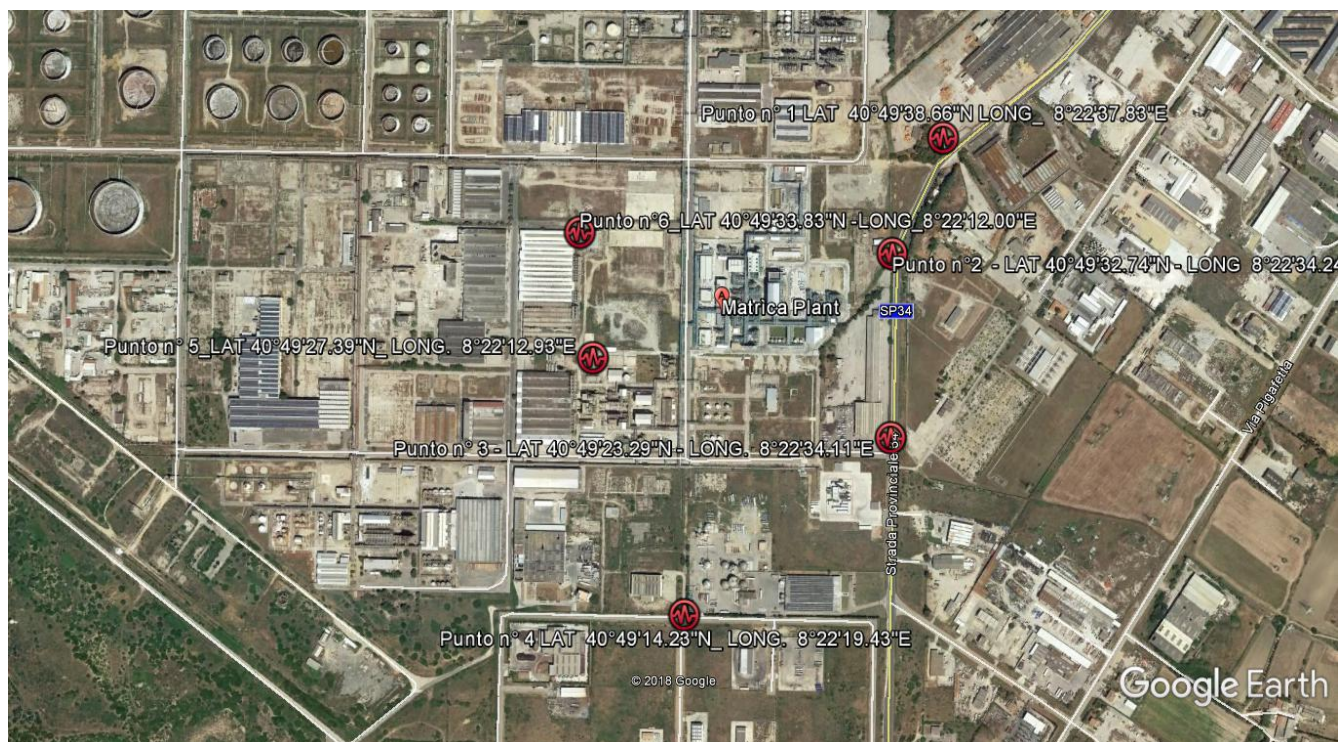 Punto n° 1 LAT 40°49'38.66"N LONG_ 8°22'37.83"E
Punto n°6_LAT 40°49'33.83"N -LONG_8°22'12.00"E
Punto n°2 - LAT 40°49'32.74"N - LONG 8°22'34.24
Matrica Plant
SP34
Punto n° 5_LAT 40°49'27.39"N_ LONG. 8°22'12.93"E
Via Pigafetta
Punto n° 3 - LAT 40°49'23.29"N - LONG. 8°22'34.11"E
Strada Provinciale 34
Punto n° 4 LAT 40°49'14.23"N_ LONG. 8°22'19.43"E
© 2018 Google
Google Earth